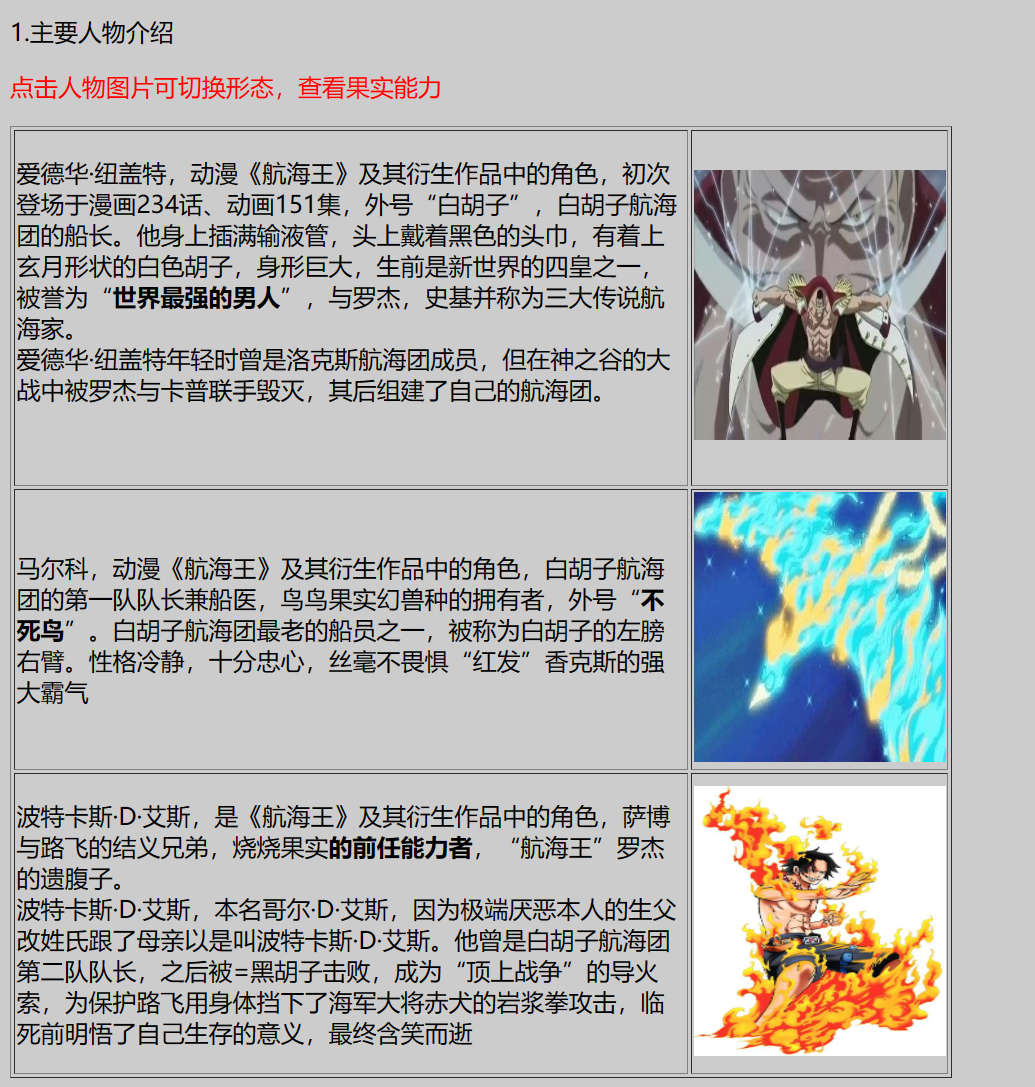 1.主要人物介绍
点击人物图片可切换形态，查看果实能力
爱德华·纽盖特，动漫《航海王》及其衍生作品中的角色，初次
登场于漫画234话、动画151集，外号“白胡子”，白胡子航海
团的船长。他身上插满输液管，头上戴着黑色的头巾，有着上
玄月形状的白色胡子，身形巨大，生前是新世界的四皇之一，
被誉为“世界最强的男人”，与罗杰，史基并称为三大传说航
海家。
爱德华·纽盖特年轻时曾是洛克斯航海团成员，但在神之谷的大
战中被罗杰与卡普联手毁灭，其后组建了自己的航海团。
马尔科，动漫《航海王》及其衍生作品中的角色，白胡子航海
团的第一队队长兼船医，鸟鸟果实幻兽种的拥有者，外号“不
死鸟”。白胡子航海团最老的船员之一，被称为白胡子的左膀
右臂。性格冷静，十分忠心，丝毫不畏惧“红发”香克斯的强
大霸气
波特卡斯·D·艾斯，是《航海王》及其衍生作品中的角色，萨博
与路飞的结义兄弟，烧烧果实的前任能力者，“航海王”罗杰
的遗腹子。
波特卡斯·D·艾斯，本名哥尔·D·艾斯，因为极端厌恶本人的生父
改姓氏跟了母亲以是叫波特卡斯·D·艾斯。他曾是白胡子航海团
第二队队长，之后被=黑胡子击败，成为“顶上战争”的导火
索，为保护路飞用身体挡下了海军大将赤犬的岩浆拳攻击，临
死前明悟了自己生存的意义，最终含笑而逝